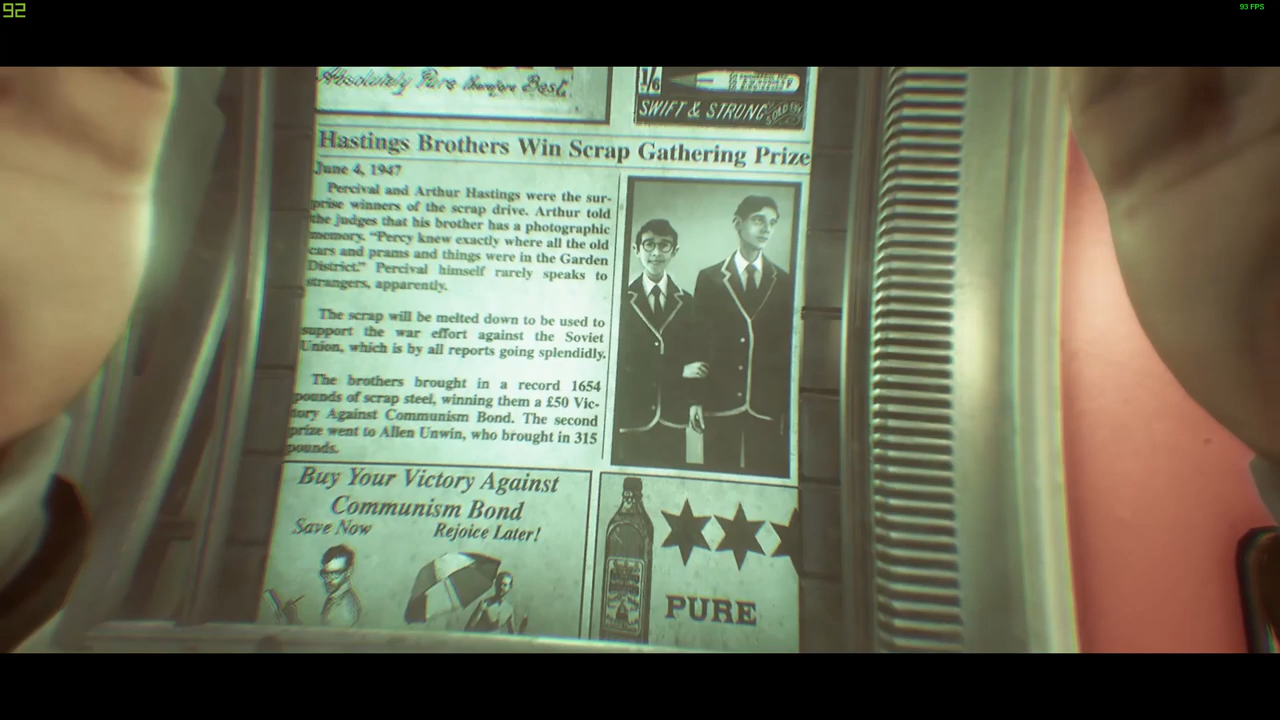 92
93 FPS
Absolutely Pure therefore Best.
1/6
SWIFT & STRONG
Hastings Brothers Win Scrap Gathering Prize
June 4, 1947
Percival and Arthur Hastings were the sur-
prise winners of the scrap drive. Arthur told
the judges that his brother has a photographic
memory. “Percy knew exactly where all the old
cars and prams and things were in the Garden
District.” Percival himself rarely speaks to
strangers, apparently.
The scrap will be melted down to be used to
support the war effort against the Soviet
Union, which is by all reports going splendidly.
The brothers brought in a record 1654
pounds of scrap steel, winning them a £50 Vic-
tory Against Communism Bond. The second
prize went to Allen Unwin, who brought in 315
pounds.
Buy Your Victory Against
Communism Bond
Save Now
Rejoice Later!
PURE